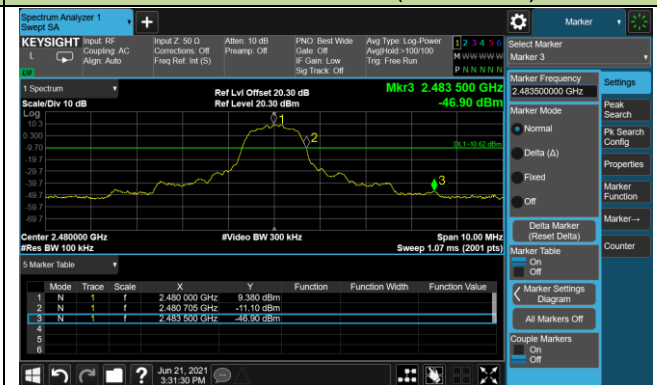 Spectrum Analyzer 1
Swept SA
+
Marker
KEYSIGHT
L
Input: RF
Coupling: AC
Align: Auto
Input Z: 50 Ω
Corrections: Off
Freq Ref: Int (S)
Atten: 10 dB
Preamp: Off
PNO: Best Wide
Gate: Off
IF Gain: Low
Sig Track: Off
Avg Type: Log-Power
Avg|Hold:>100/100
Trig: Free Run
1 2 3 4 5 6
M W W W W W
P N N N N N
Select Marker
Marker 3
Marker Frequency
2.483500000 GHz
Marker Mode
Normal
Delta (Δ)
Fixed
Off
Delta Marker
(Reset Delta)
Marker Table
On
Off
Marker Settings
Diagram
All Markers Off
Couple Markers
On
Off
Settings
Peak
Search
Pk Search
Config
Properties
Marker
Function
Marker→
Counter
1 Spectrum
Scale/Div 10 dB
Log
Ref Lvl Offset 20.30 dB
Ref Level 20.30 dBm
Mkr3 2.483 500 GHz
-46.90 dBm
10.3
0.300
-9.70
-19.7
-29.7
-39.7
-49.7
-59.7
-69.7
1
2
3
DL1 -10.62 dBm
Center 2.480000 GHz
#Res BW 100 kHz
#Video BW 300 kHz
Span 10.00 MHz
Sweep 1.07 ms (2001 pts)
5 Marker Table
Mode Trace Scale X Y Function Function Width Function Value
1 N 1 f 2.480 000 GHz 9.380 dBm
2 N 1 f 2.480 705 GHz -11.10 dBm
3 N 1 f 2.483 500 GHz -46.90 dBm
4
5
6
?
Jun 21, 2021
3:31:30 PM